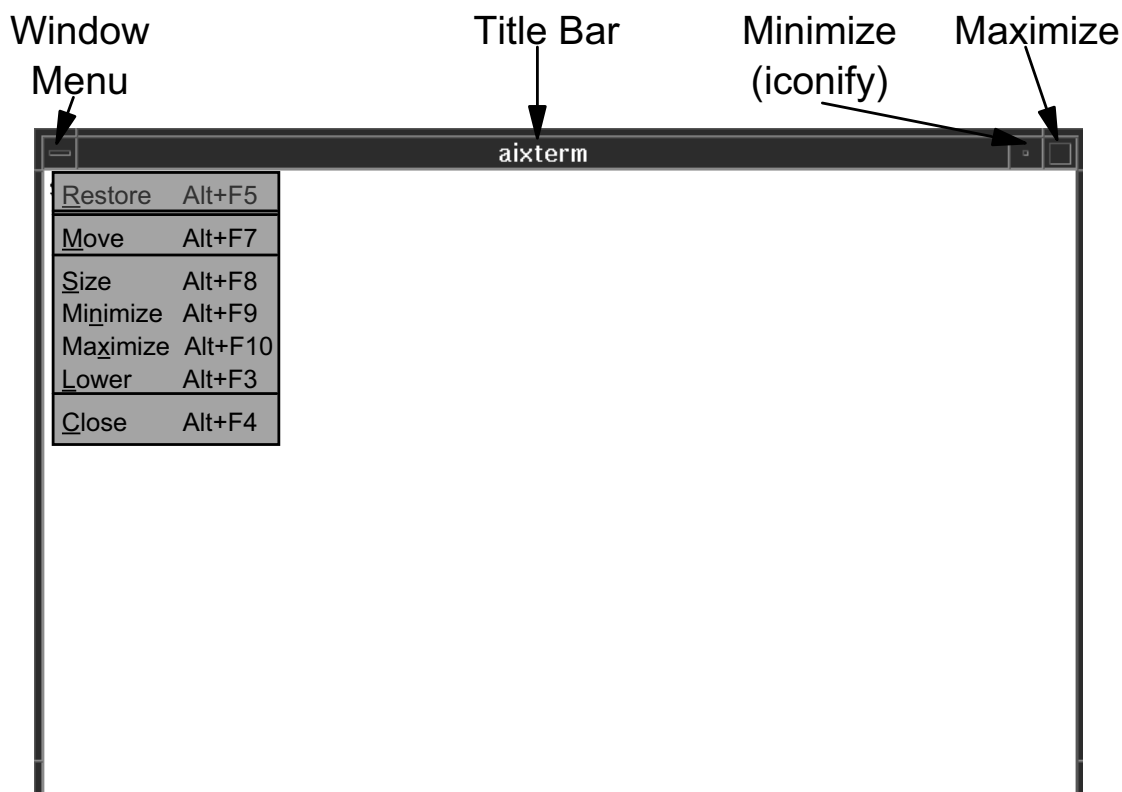 Window Menu
Title Bar
Minimize (iconify)
Maximize
aixterm
Restore Alt+F5
Move Alt+F7
Size Alt+F8
Minimize Alt+F9
Maximize Alt+F10
Lower Alt+F3
Close Alt+F4